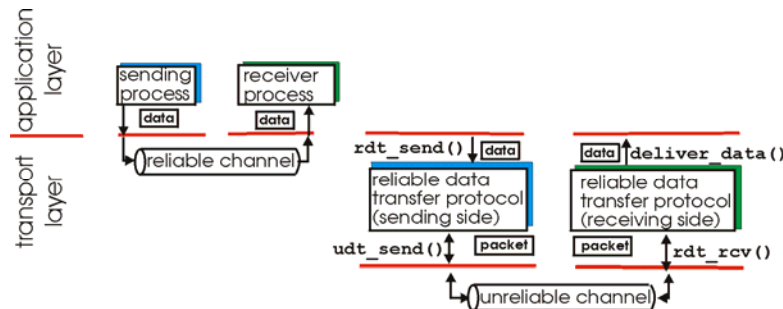 application
layer
transport
layer
sending
process
receiver
process
data
data
reliable channel
rdt_send()
data
data
deliver_data()
reliable data
transfer protocol
(sending side)
reliable data
transfer protocol
(receiving side)
udt_send()
packet
packet
rdt_rcv()
unreliable channel